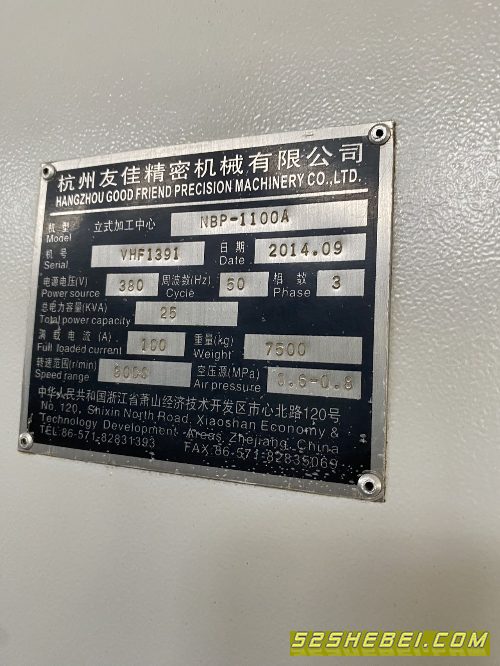 杭州友佳精密机械有限公司
HANGZHOU GOOD FRIEND PRECISION MACHINERY CO.,LTD.
机型 立式加工中心 NBP-1100A
Model
机号 VHF1391 日期 2014.09
Serial Date
电源电压(V) 380 周波数(Hz) 50 相数 3
Power source Cycle Phase
总电力容量(KVA) 25
Total power capacity
满载电流(A) 100 重量(kg) 7500
Full loaded current Weight
转速范围(r/min) 空压源(MPa) 0.6-0.8
Speed range Air pressure
中华人民共和国浙江省萧山经济技术开发区市心北路120号
No. 120, Shixin North Road, Xiaoshan Economy &
Technology Development Areas, Zhejiang, China
TEL:86-571-82831393 FAX:86-571-82835069
52SHEBEI.COM